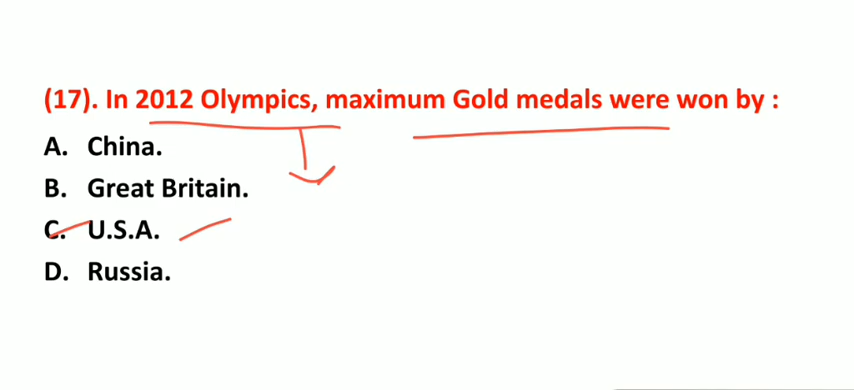 (17). In 2012 Olympics, maximum Gold medals were won by :
A. China.
B. Great Britain.
C. U.S.A.
D. Russia.